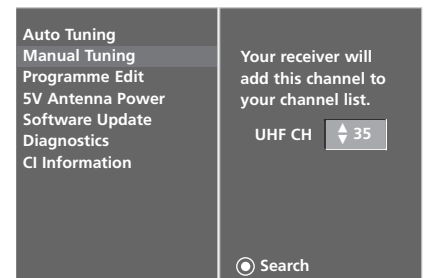 Auto Tuning
Manual Tuning
Programme Edit
5V Antenna Power
Software Update
Diagnostics
CI Information
Your receiver will
add this channel to
your channel list.
UHF CH 35
Search